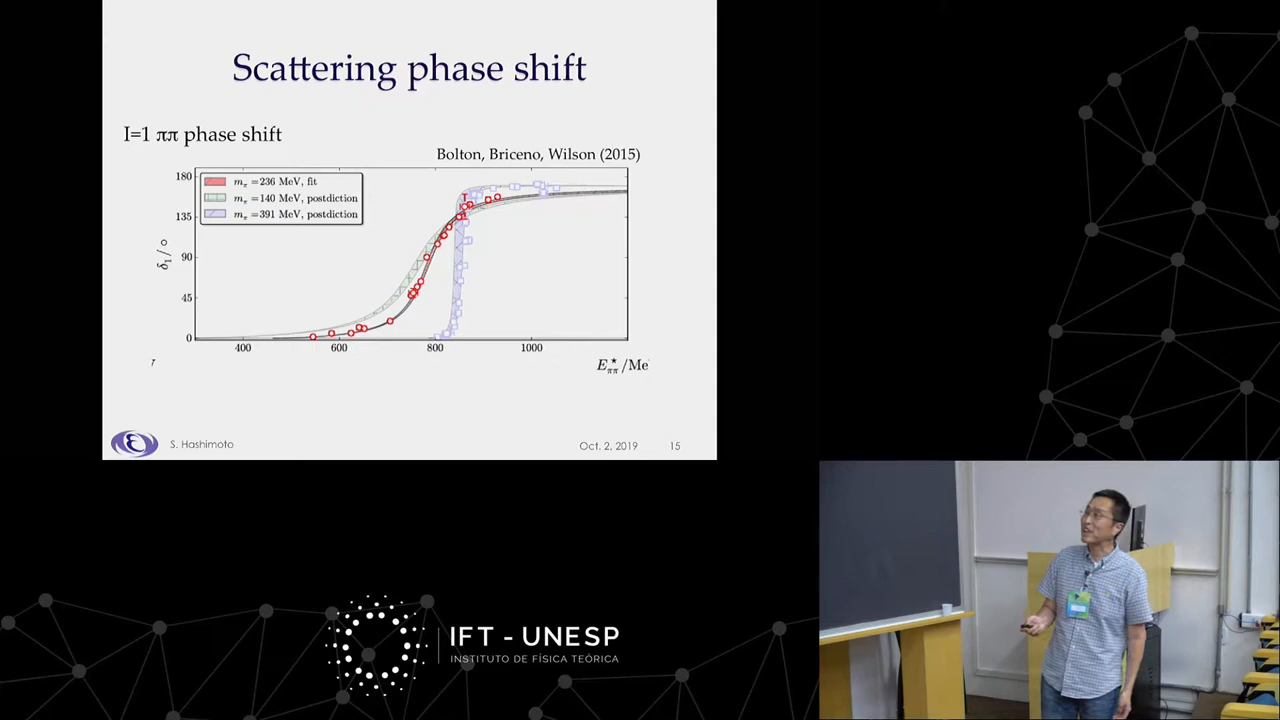 Scattering phase shift
I=1 ππ phase shift
Bolton, Briceno, Wilson (2015)
mπ = 236 MeV, fit
mπ = 140 MeV, postdiction
mπ = 391 MeV, postdiction
180
135
90
45
0
δ1/ °
400
600
800
1000
E⋆ππ/Me
S. Hashimoto
Oct. 2, 2019
15
IFT - UNESP
INSTITUTO DE FÍSICA TEÓRICA